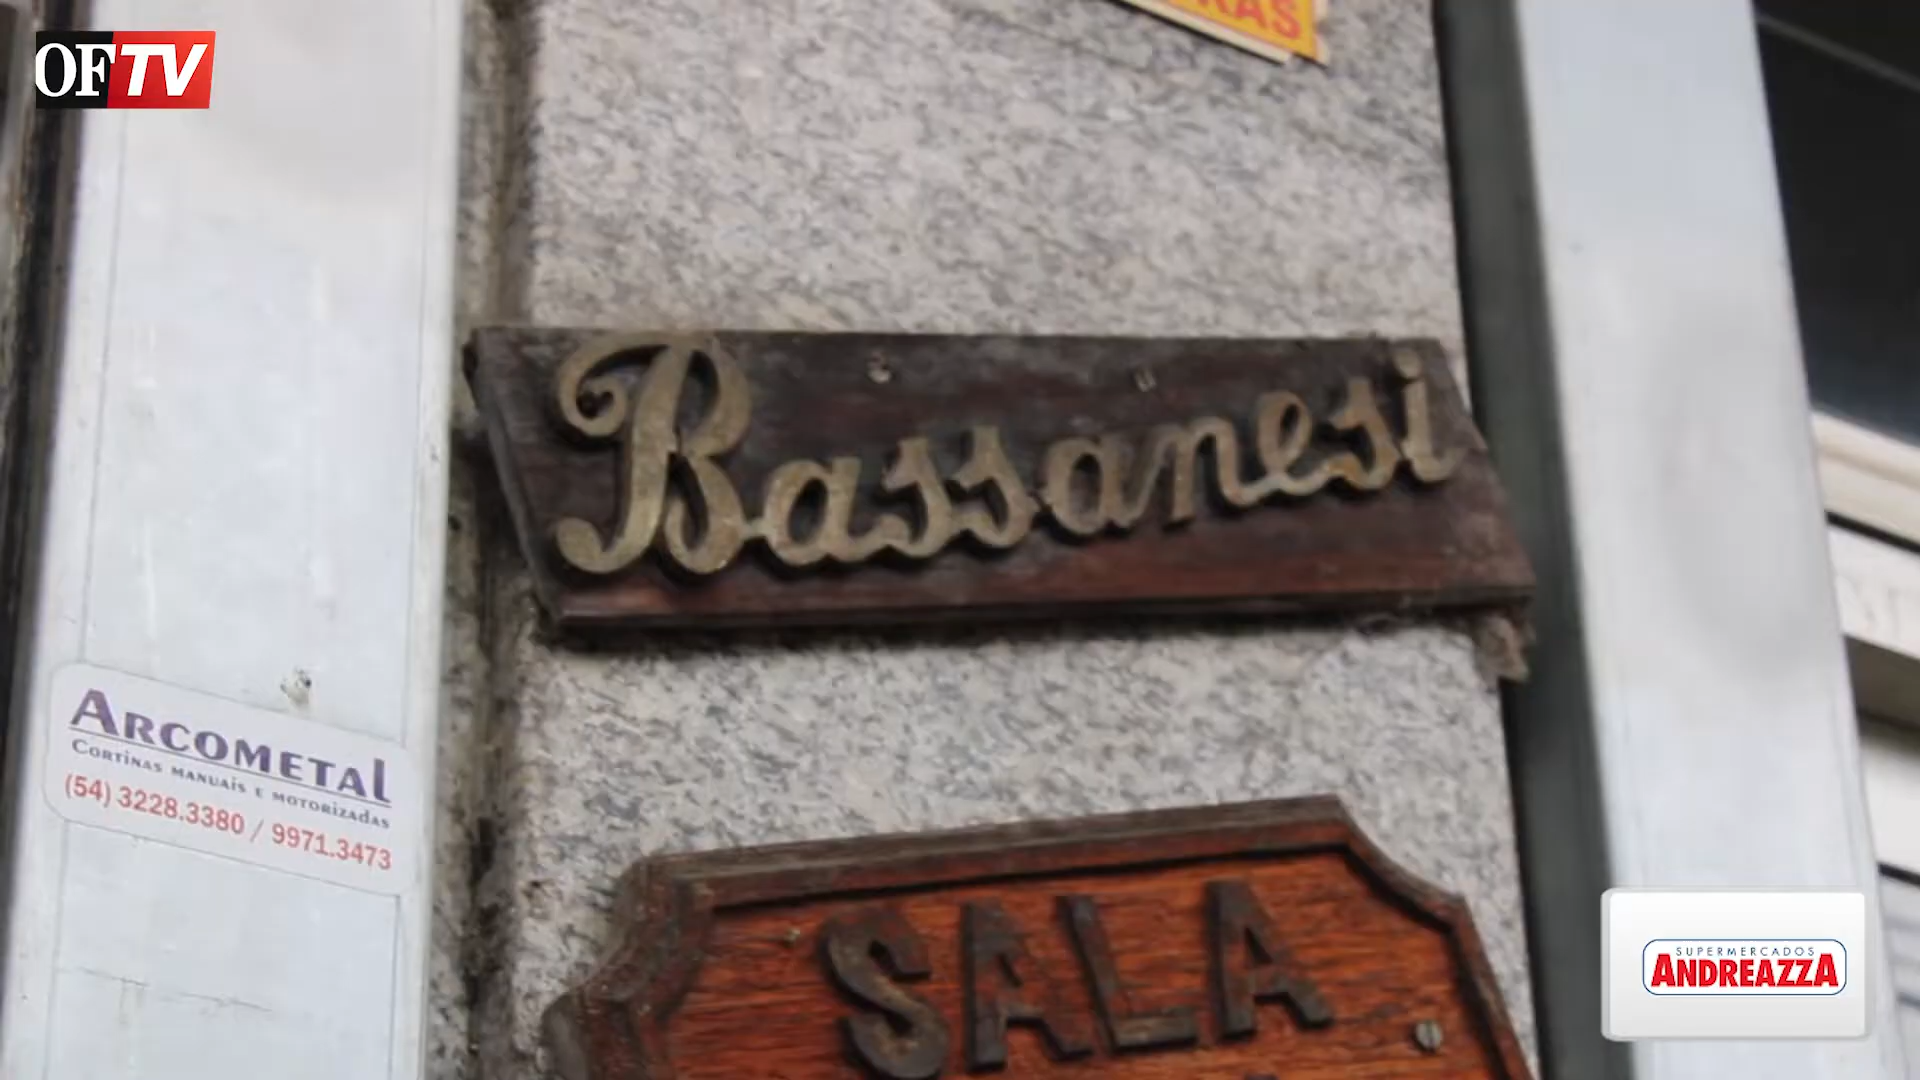 OFTV
Bassanesi
ARCOMETAL
CORTINAS MANUAIS E MOTORIZADAS
(54) 3228.3380 / 9971.3473
SALA
SUPERMERCADOS
ANDREAZZA